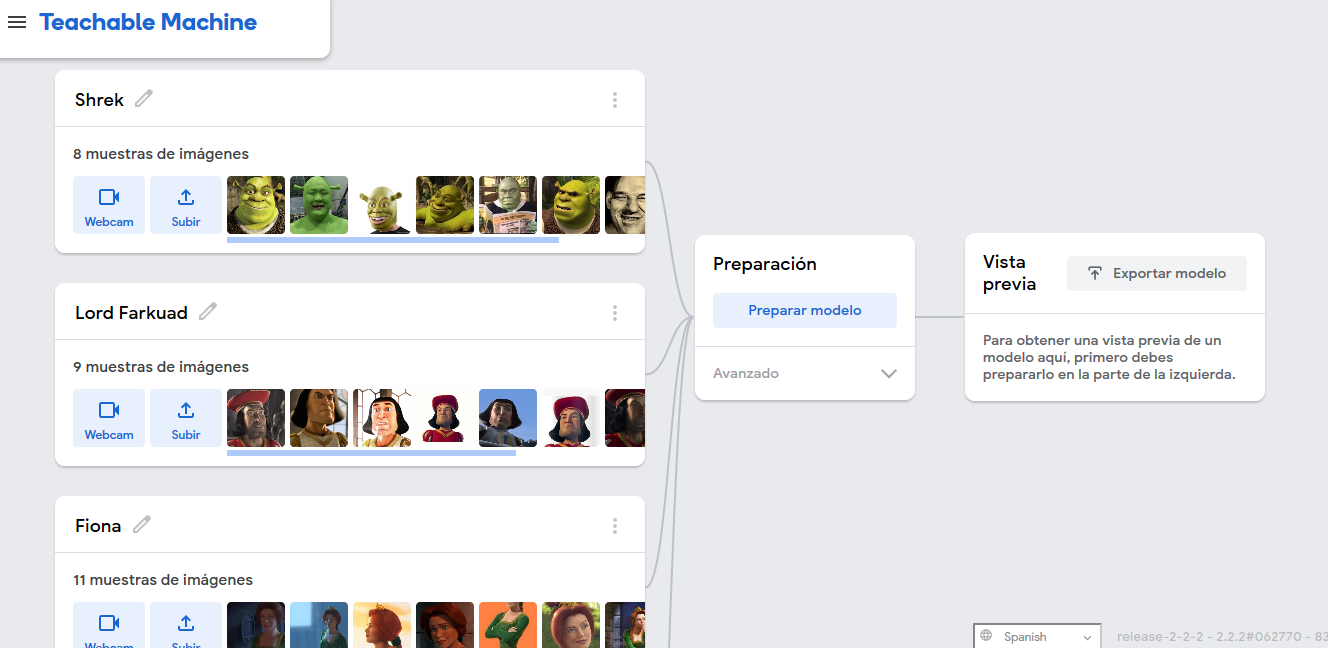 Teachable Machine
Shrek
8 muestras de imágenes
Webcam
Subir
Lord Farkuad
9 muestras de imágenes
Webcam
Subir
Fiona
11 muestras de imágenes
Webcam
Subir
Preparación
Preparar modelo
Avanzado
Vista
previa
Exportar modelo
Para obtener una vista previa de un
modelo aquí, primero debes
prepararlo en la parte de la izquierda.
Spanish
release-2-2-2 - 2.2.2#062770 - 83